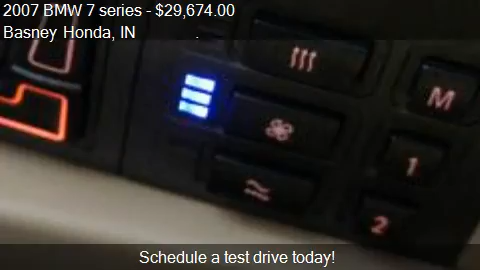 2007 BMW 7 series - $29,674.00
Basney Honda, IN .
M
1
2
Schedule a test drive today!